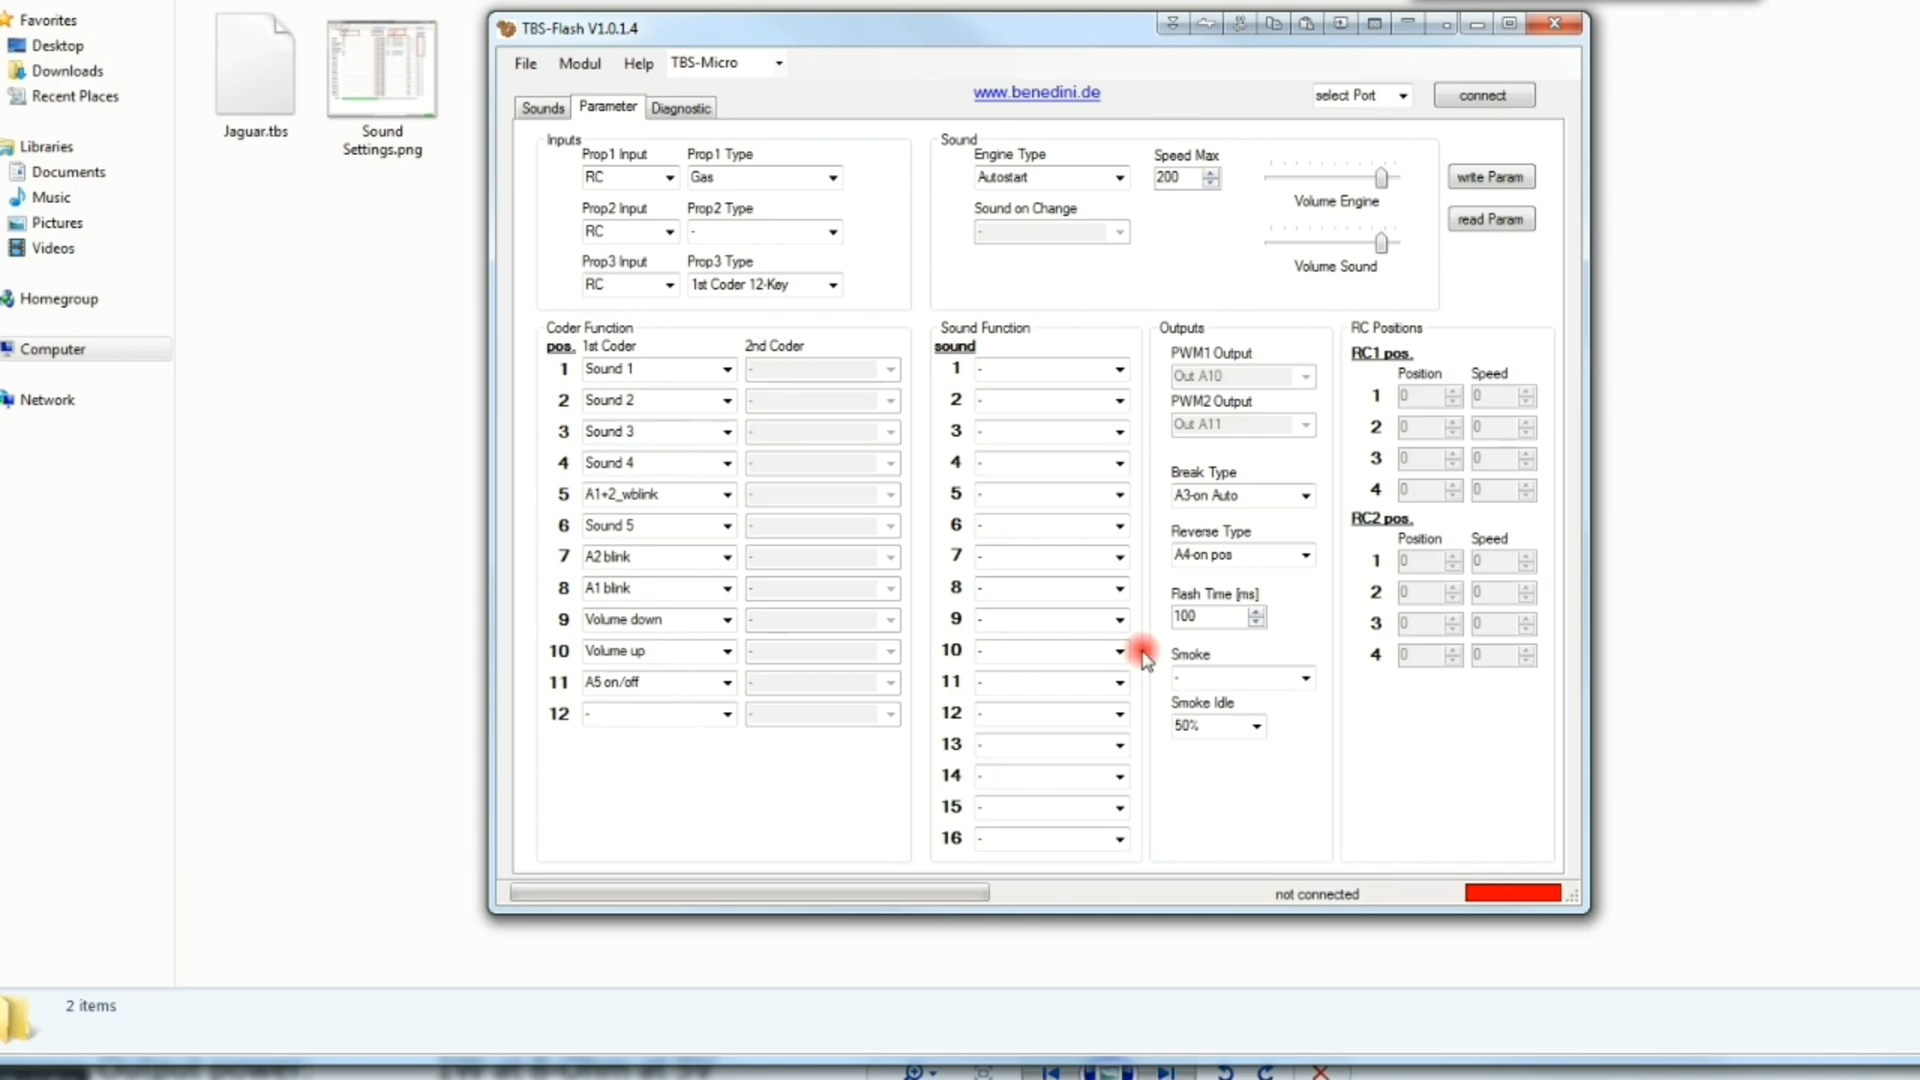 Favorites
Desktop
Downloads
Recent Places
Libraries
Documents
Music
Pictures
Videos
Homegroup
Computer
Network
Jaguar.tbs
Sound
Settings.png
TBS-Flash V1.0.1.4
File Modul Help TBS-Micro
www.benedini.de
select Port connect
Sounds Parameter Diagnostic
Inputs
Prop1 Input Prop1 Type
RC Gas
Prop2 Input Prop2 Type
RC -
Prop3 Input Prop3 Type
RC 1st Coder 12-Key
Sound
Engine Type Speed Max
Autostart 200
Volume Engine
Sound on Change
-
Volume Sound
write Param
read Param
Coder Function
pos. 1st Coder 2nd Coder
1 Sound 1 -
2 Sound 2 -
3 Sound 3 -
4 Sound 4 -
5 A1+2_wblink -
6 Sound 5 -
7 A2 blink -
8 A1 blink -
9 Volume down -
10 Volume up -
11 A5 on/off -
12 - -
Sound Function
sound
1 -
2 -
3 -
4 -
5 -
6 -
7 -
8 -
9 -
10 -
11 -
12 -
13 -
14 -
15 -
16 -
Outputs
PWM1 Output
Out A10
PWM2 Output
Out A11
Break Type
A3-on Auto
Reverse Type
A4-on pos
Flash Time [ms]
100
Smoke
-
Smoke Idle
50%
RC Positions
RC1 pos.
Position Speed
1 0 0
2 0 0
3 0 0
4 0 0
RC2 pos.
Position Speed
1 0 0
2 0 0
3 0 0
4 0 0
not connected
2 items